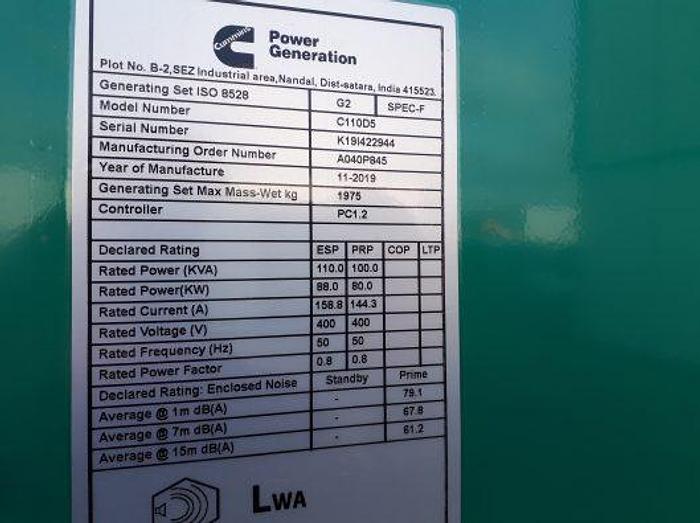 Cummins
Power
Generation
Plot No. B-2,SEZ Industrial area,Nandal, Dist-satara, India 415523.
Generating Set ISO 8528 G2 SPEC-F
Model Number C110D5
Serial Number K19I422944
Manufacturing Order Number A040P845
Year of Manufacture 11-2019
Generating Set Max Mass-Wet kg 1975
Controller PC1.2
Declared Rating ESP PRP COP LTP
Rated Power (KVA) 110.0 100.0
Rated Power(KW) 88.0 80.0
Rated Current (A) 158.8 144.3
Rated Voltage (V) 400 400
Rated Frequency (Hz) 50 50
Rated Power Factor 0.8 0.8
Declared Rating: Enclosed Noise Standby Prime
Average @ 1m dB(A) - 79.1
Average @ 7m dB(A) - 67.8
Average @ 15m dB(A) - 61.2
LWA